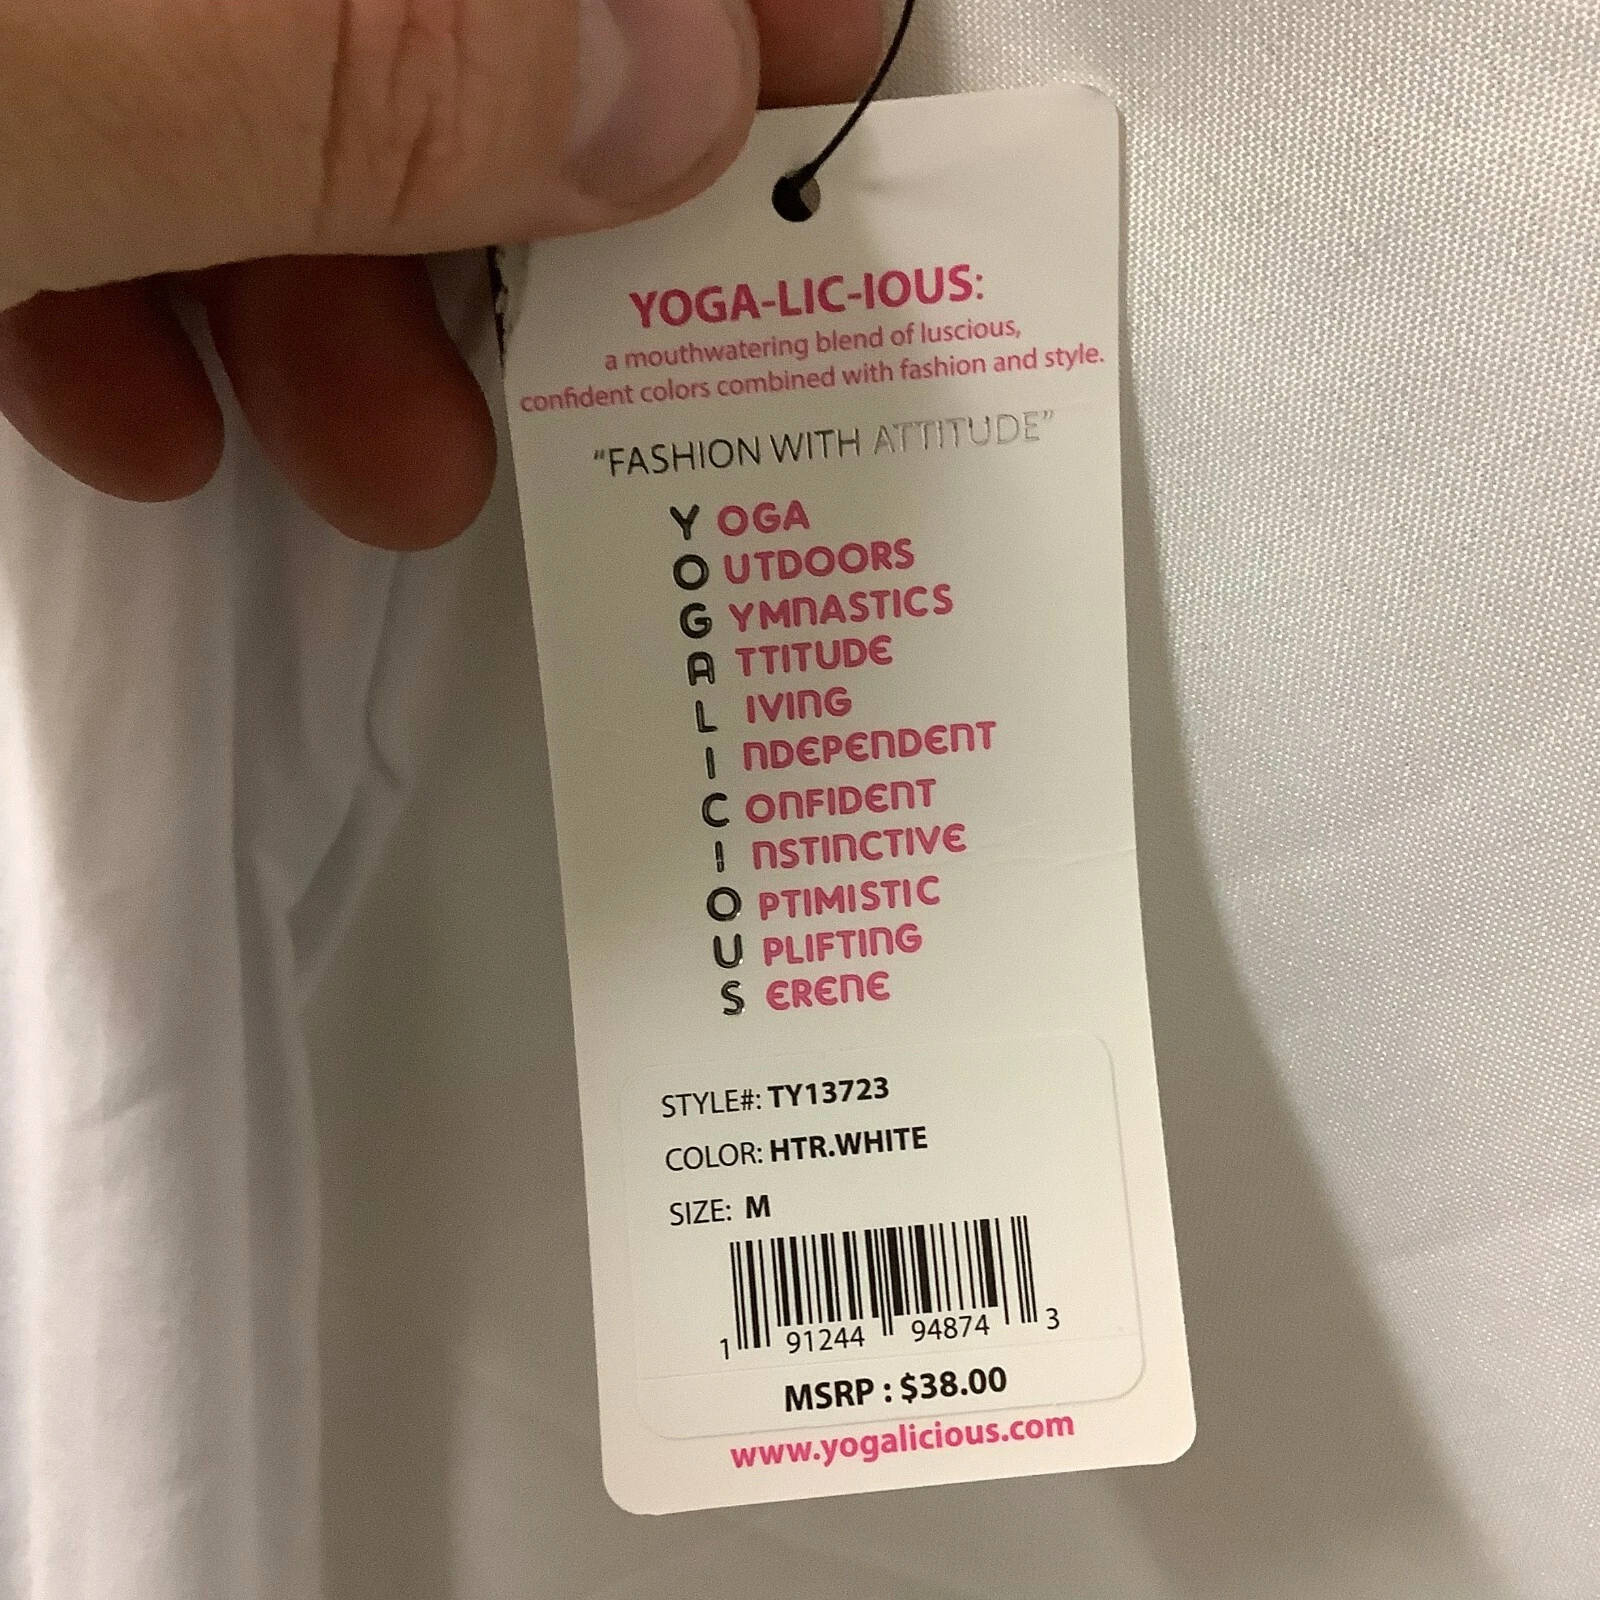 YOGA-LIC-IOUS:
a mouthwatering blend of luscious,
confident colors combined with fashion and style.
“FASHION WITH ATTITUDE”
Y OGA
O UTDOORS
G YMNASTICS
A TTITUDE
L IVING
I NDEPENDENT
C ONFIDENT
I NSTINCTIVE
O PTIMISTIC
U PLIFTING
S ERENE
STYLE#: TY13723
COLOR: HTR.WHITE
SIZE: M
1 91244 94874 3
MSRP : $38.00
www.yogalicious.com